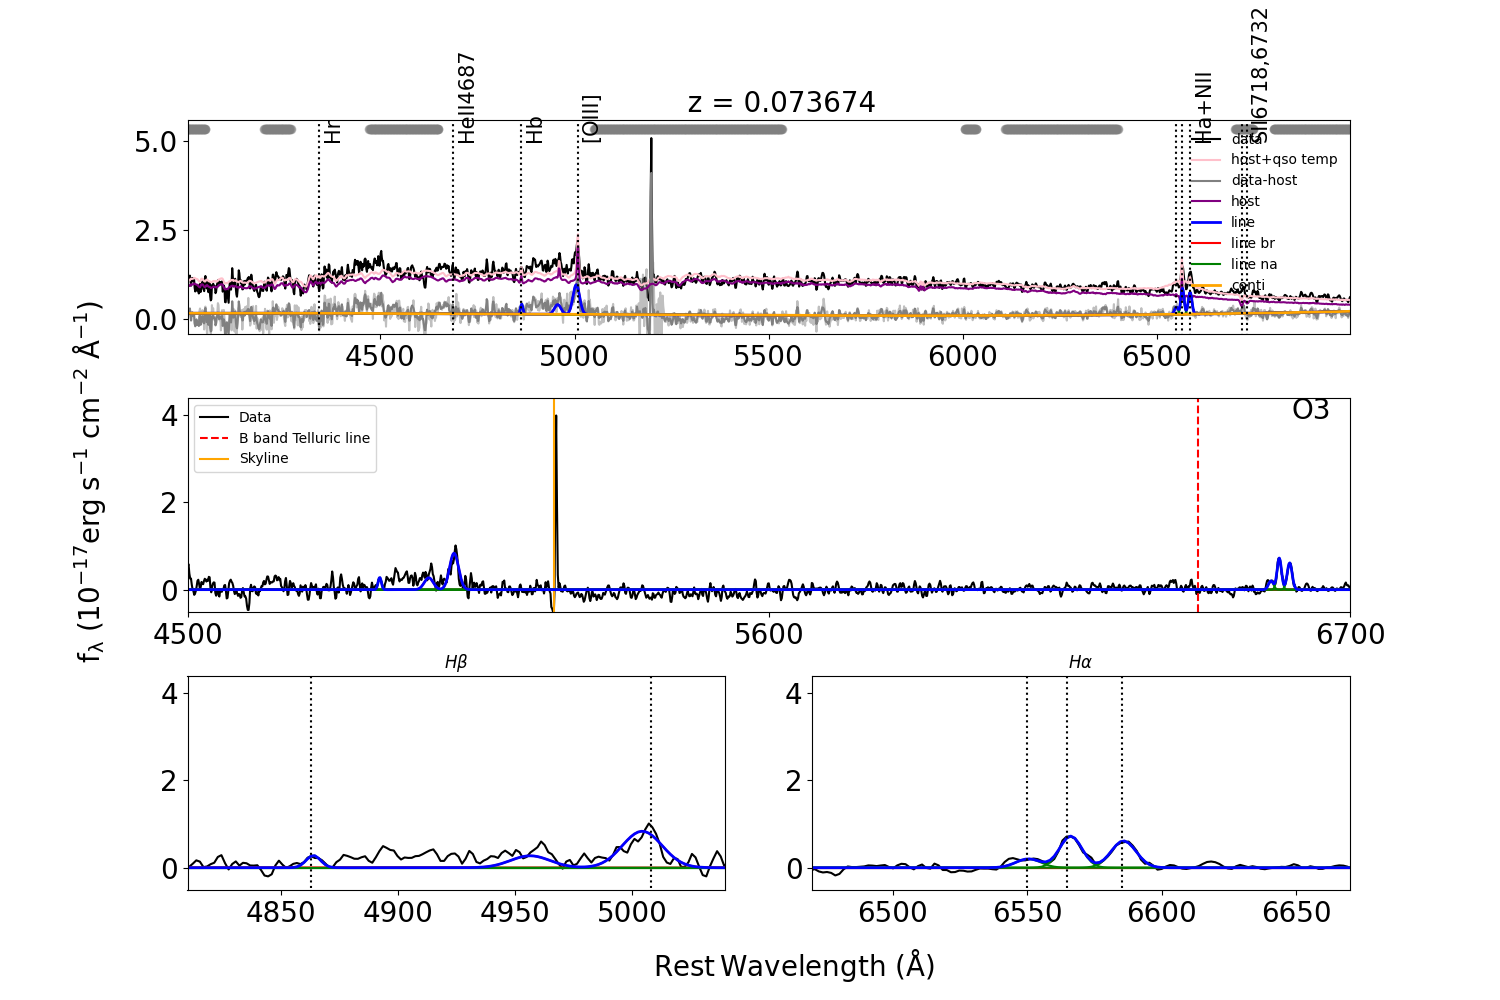 z = 0.073674
Hr
HeII4687
Hb
[OIII]
Ha+NII
SII6718,6732
5.0
2.5
0.0
data
host+qso temp
data-host
host
line
line br
line na
conti
4500 5000 5500 6000 6500
4
2
0
Data
B band Telluric line
Skyline
O3
4500 5600 6700
fλ (10⁻¹⁷erg s⁻¹ cm⁻² Å⁻¹)
Hβ
4
2
0
4850 4900 4950 5000
Hα
4
2
0
6500 6550 6600 6650
Rest Wavelength (Å)